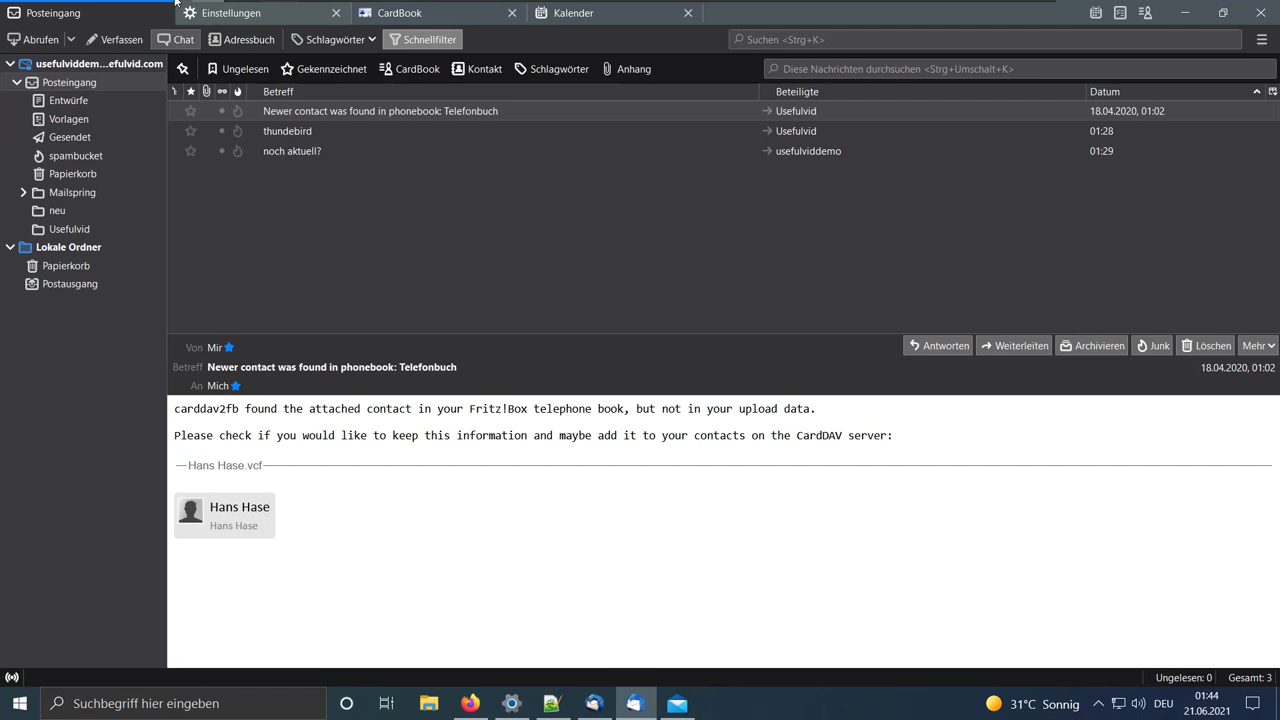 Posteingang
Einstellungen
CardBook
Kalender
Abrufen
Verfassen
Chat
Adressbuch
Schlagwörter
Schnellfilter
Suchen <Strg+K>
usefulviddem...efulvid.com
Posteingang
Entwürfe
Vorlagen
Gesendet
spambucket
Papierkorb
Mailspring
neu
Usefulvid
Lokale Ordner
Papierkorb
Postausgang
Ungelesen
Gekennzeichnet
CardBook
Kontakt
Schlagwörter
Anhang
Diese Nachrichten durchsuchen <Strg+Umschalt+K>
Betreff Beteiligte Datum
Newer contact was found in phonebook: Telefonbuch Usefulvid 18.04.2020, 01:02
thundebird Usefulvid 01:28
noch aktuell? usefulviddemo 01:29
Von Mir
Antworten Weiterleiten Archivieren Junk Löschen Mehr
Betreff Newer contact was found in phonebook: Telefonbuch 18.04.2020, 01:02
An Mich
carddav2fb found the attached contact in your Fritz!Box telephone book, but not in your upload data.
Please check if you would like to keep this information and maybe add it to your contacts on the CardDAV server:
Hans Hase.vcf
Hans Hase
Hans Hase
Ungelesen: 0 Gesamt: 3
Suchbegriff hier eingeben
31°C Sonnig
DEU
01:44
21.06.2021